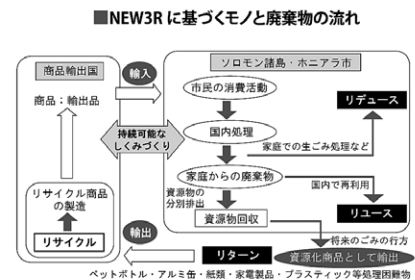 ■NEW3Rに基づくモノと廃棄物の流れ
商品輸出国
商品：輸出品
リサイクル商品
の製造
リサイクル
輸入
持続可能な
しくみづくり
輸出
ソロモン諸島・ホニアラ市
市民の消費活動
リデュース
国内処理
家庭での生ごみ処理など
家庭からの廃棄物
国内で再利用
資源物の
分別排出
リユース
資源物回収
将来のごみの行方
リターン
資源化商品として輸出
ペットボトル・アルミ缶・紙類・家電製品・プラスティック等処理困難物